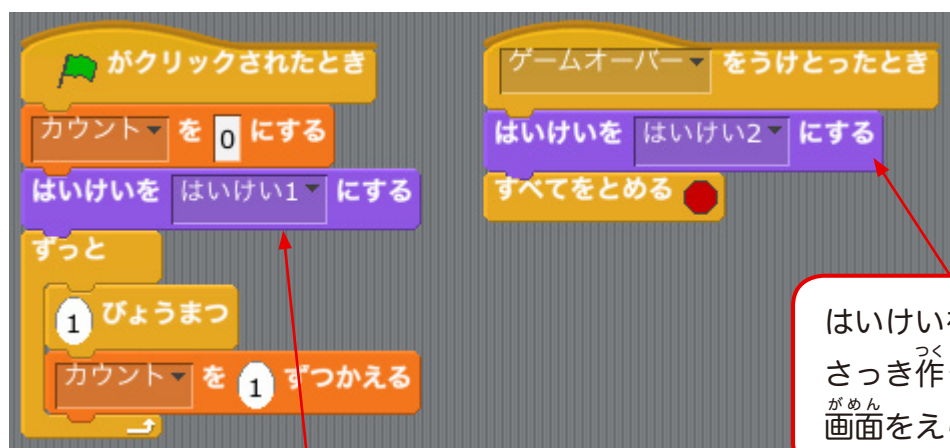 がクリックされたとき
カウント を 0 にする
はいけいを はいけい1 にする
ずっと
1 びょうまつ
カウント を 1 ずつかえる
ゲームオーバー をうけとったとき
はいけいを はいけい2 にする
すべてをとめる
はいけい
さっき作
つく
画面をえ
がめん